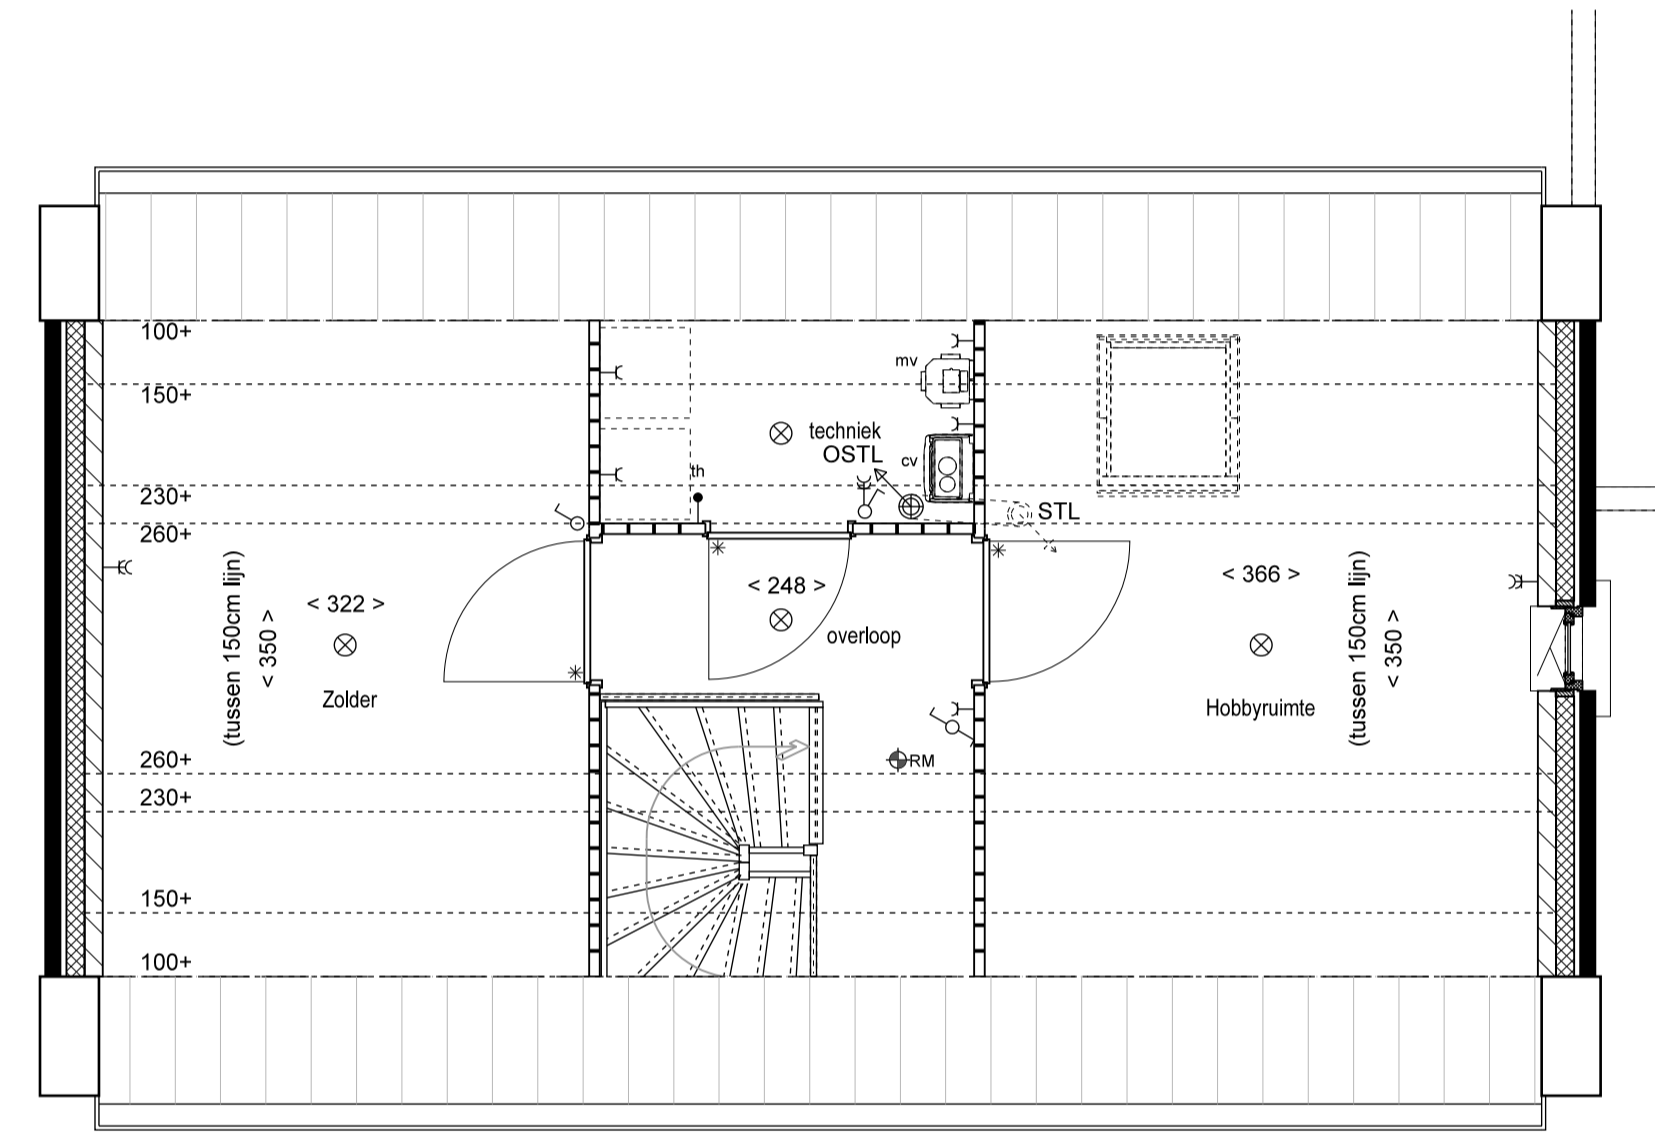 100+
mv
150+
techniek
OSTL
cv
th
230+
STL
260+
(tussen 150cm lijn)
< 350 >
< 322 >
Zolder
< 248 >
overloop
< 366 >
Hobbyruimte
(tussen 150cm lijn)
< 350 >
260+
RM
230+
150+
100+